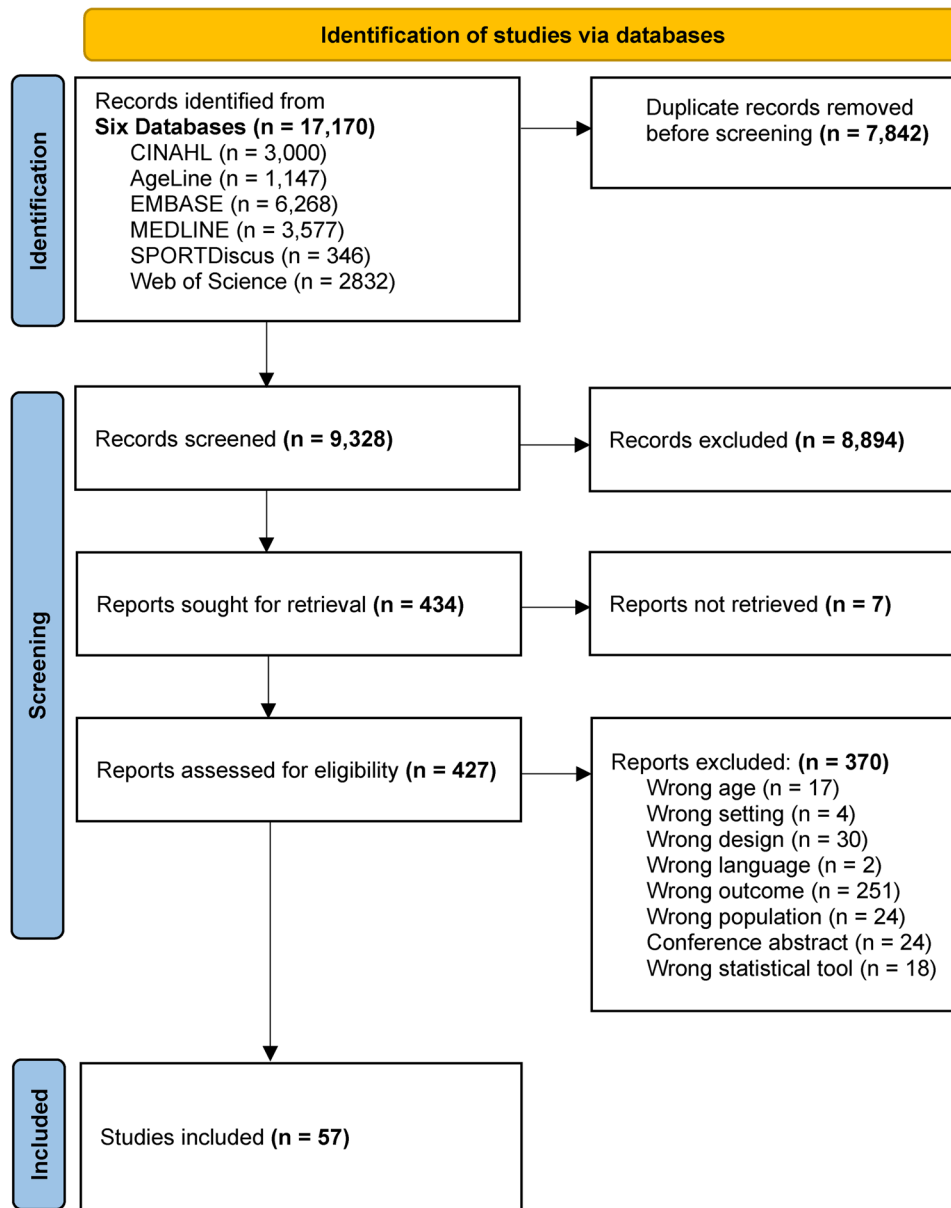 Identification of studies via databases
Identification
Records identified from
Six Databases (n = 17,170)
CINAHL (n = 3,000)
AgeLine (n = 1,147)
EMBASE (n = 6,268)
MEDLINE (n = 3,577)
SPORTDiscus (n = 346)
Web of Science (n = 2832)
Duplicate records removed
before screening (n = 7,842)
Screening
Records screened (n = 9,328)
Records excluded (n = 8,894)
Reports sought for retrieval (n = 434)
Reports not retrieved (n = 7)
Reports assessed for eligibility (n = 427)
Reports excluded: (n = 370)
Wrong age (n = 17)
Wrong setting (n = 4)
Wrong design (n = 30)
Wrong language (n = 2)
Wrong outcome (n = 251)
Wrong population (n = 24)
Conference abstract (n = 24)
Wrong statistical tool (n = 18)
Included
Studies included (n = 57)